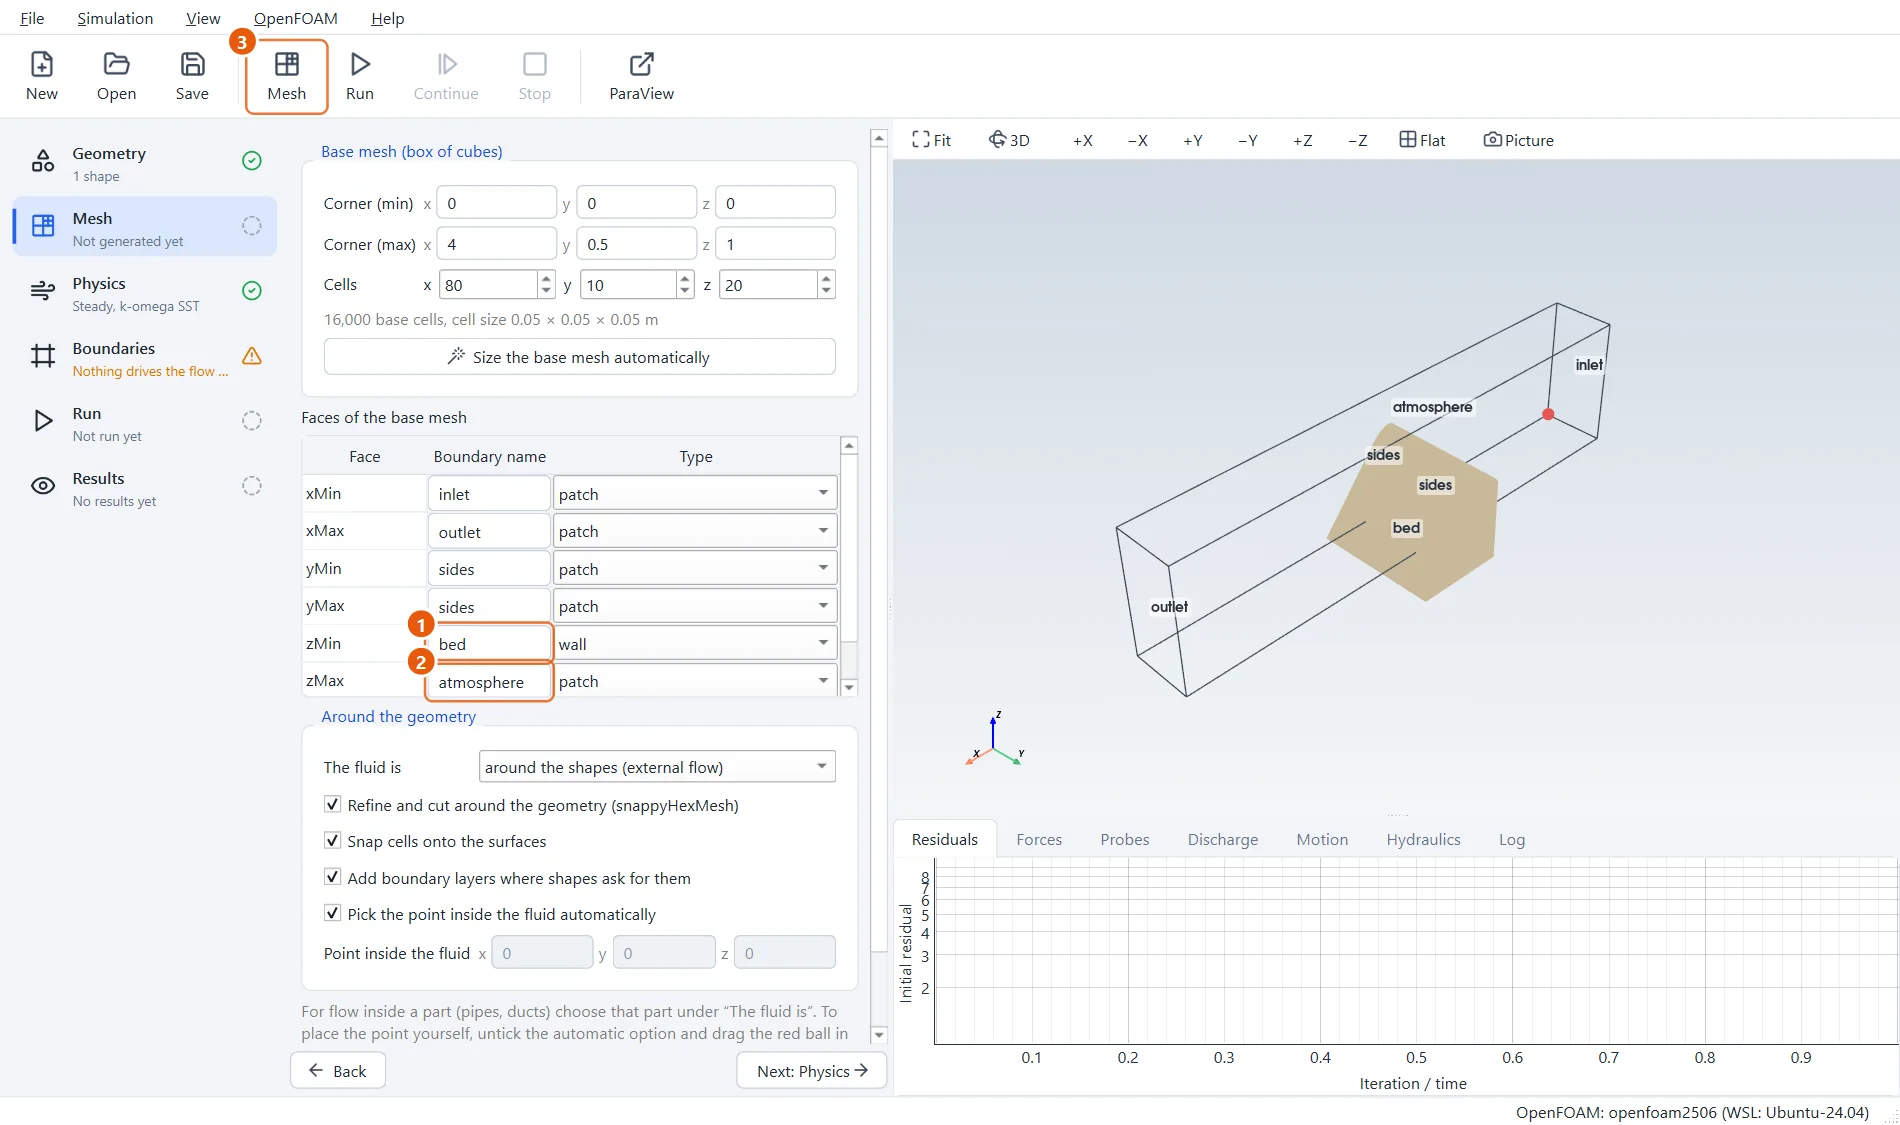 File Simulation View OpenFOAM Help
3
New Open Save Mesh Run Continue Stop ParaView
Geometry
1 shape
Mesh
Not generated yet
Physics
Steady, k-omega SST
Boundaries
Nothing drives the flow ...
Run
Not run yet
Results
No results yet
Base mesh (box of cubes)
Corner (min) x 0 y 0 z 0
Corner (max) x 4 y 0.5 z 1
Cells x 80 y 10 z 20
16,000 base cells, cell size 0.05 × 0.05 × 0.05 m
Size the base mesh automatically
Faces of the base mesh
Face Boundary name Type
xMin inlet patch
xMax outlet patch
yMin sides patch
yMax sides patch
1
zMin bed wall
2
zMax atmosphere patch
Around the geometry
The fluid is around the shapes (external flow)
Refine and cut around the geometry (snappyHexMesh)
Snap cells onto the surfaces
Add boundary layers where shapes ask for them
Pick the point inside the fluid automatically
Point inside the fluid x 0 y 0 z 0
For flow inside a part (pipes, ducts) choose that part under “The fluid is”. To
place the point yourself, untick the automatic option and drag the red ball in
Back Next: Physics
Fit 3D +X −X +Y −Y +Z −Z Flat Picture
inlet
atmosphere
sides
sides
bed
outlet
Z
X Y
Residuals Forces Probes Discharge Motion Hydraulics Log
8
7
6
5
4
3
2
Initial residual
0.1 0.2 0.3 0.4 0.5 0.6 0.7 0.8 0.9
Iteration / time
OpenFOAM: openfoam2506 (WSL: Ubuntu-24.04)